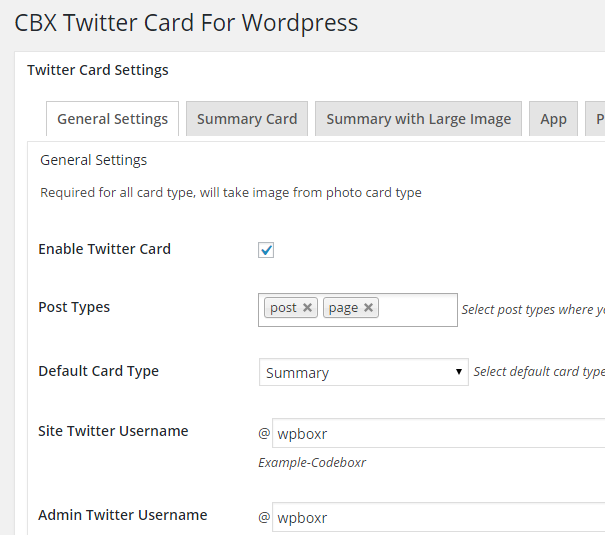 CBX Twitter Card For Wordpress
Twitter Card Settings
General Settings Summary Card Summary with Large Image App P
General Settings
Required for all card type, will take image from photo card type
Enable Twitter Card
Post Types post page Select post types where yo
Default Card Type Summary Select default card type
Site Twitter Username @ wpboxr
Example-Codeboxr
Admin Twitter Username @ wpboxr